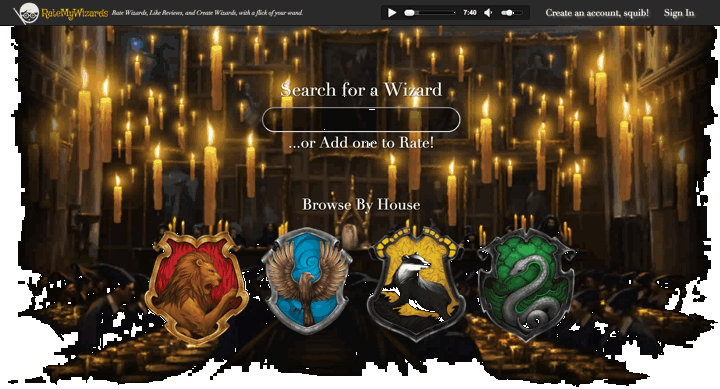 RateMyWizards
Rate Wizards, Like Reviews, and Create Wizards, with a flick of your wand.
7:40
Create an account, squib!
Sign In
Search for a Wizard
...or Add one to Rate!
Browse By House